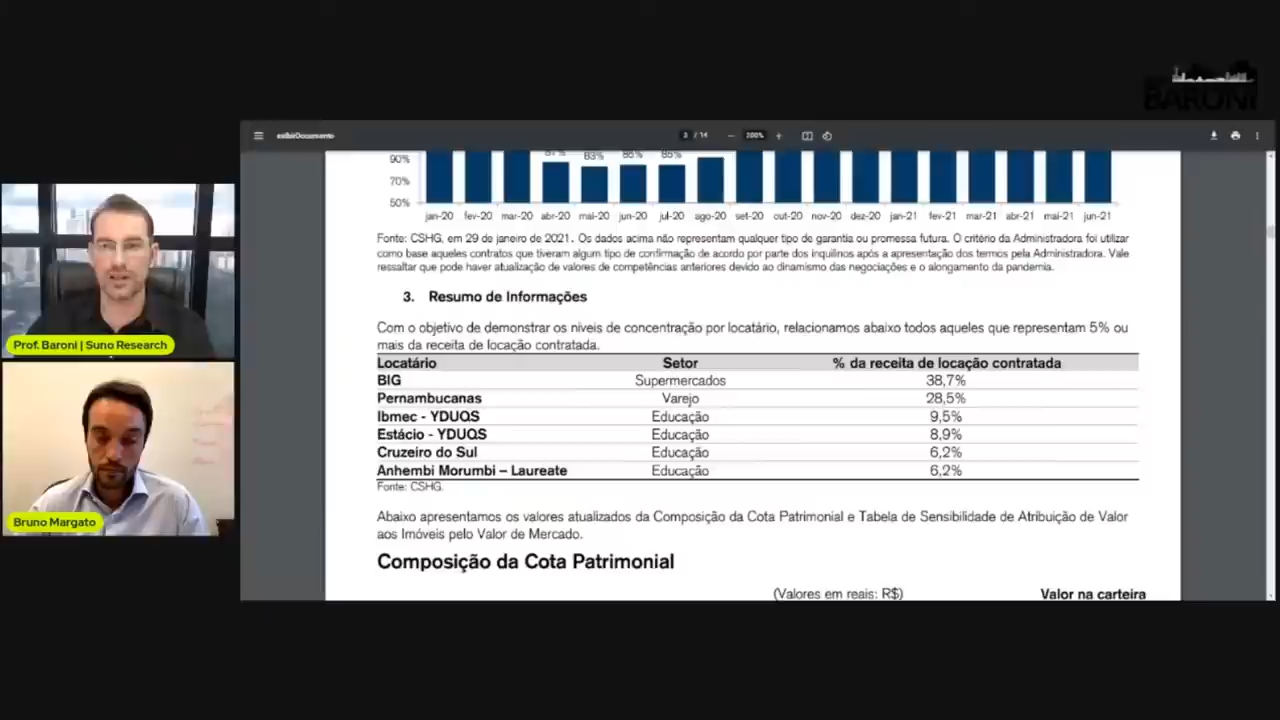 BARONI
exibirDocumento
3 / 14
200%
90%
87%
83%
85%
85%
70%
50%
jan-20 fev-20 mar-20 abr-20 mai-20 jun-20 jul-20 ago-20 set-20 out-20 nov-20 dez-20 jan-21 fev-21 mar-21 abr-21 mai-21 jun-21
Fonte: CSHG, em 29 de janeiro de 2021. Os dados acima não representam qualquer tipo de garantia ou promessa futura. O critério da Administradora foi utilizar
como base aqueles contratos que tiveram algum tipo de confirmação de acordo por parte dos inquilinos após a apresentação dos termos pela Administradora. Vale
ressaltar que pode haver atualização de valores de competências anteriores devido ao dinamismo das negociações e o alongamento da pandemia.
3. Resumo de Informações
Com o objetivo de demonstrar os níveis de concentração por locatário, relacionamos abaixo todos aqueles que representam 5% ou
mais da receita de locação contratada.
Locatário Setor % da receita de locação contratada
BIG Supermercados 38,7%
Pernambucanas Varejo 28,5%
Ibmec - YDUQS Educação 9,5%
Estácio - YDUQS Educação 8,9%
Cruzeiro do Sul Educação 6,2%
Anhembi Morumbi – Laureate Educação 6,2%
Fonte: CSHG.
Abaixo apresentamos os valores atualizados da Composição da Cota Patrimonial e Tabela de Sensibilidade de Atribuição de Valor
aos Imóveis pelo Valor de Mercado.
Composição da Cota Patrimonial
(Valores em reais: R$) Valor na carteira
Prof. Baroni | Suno Research
Bruno Margato